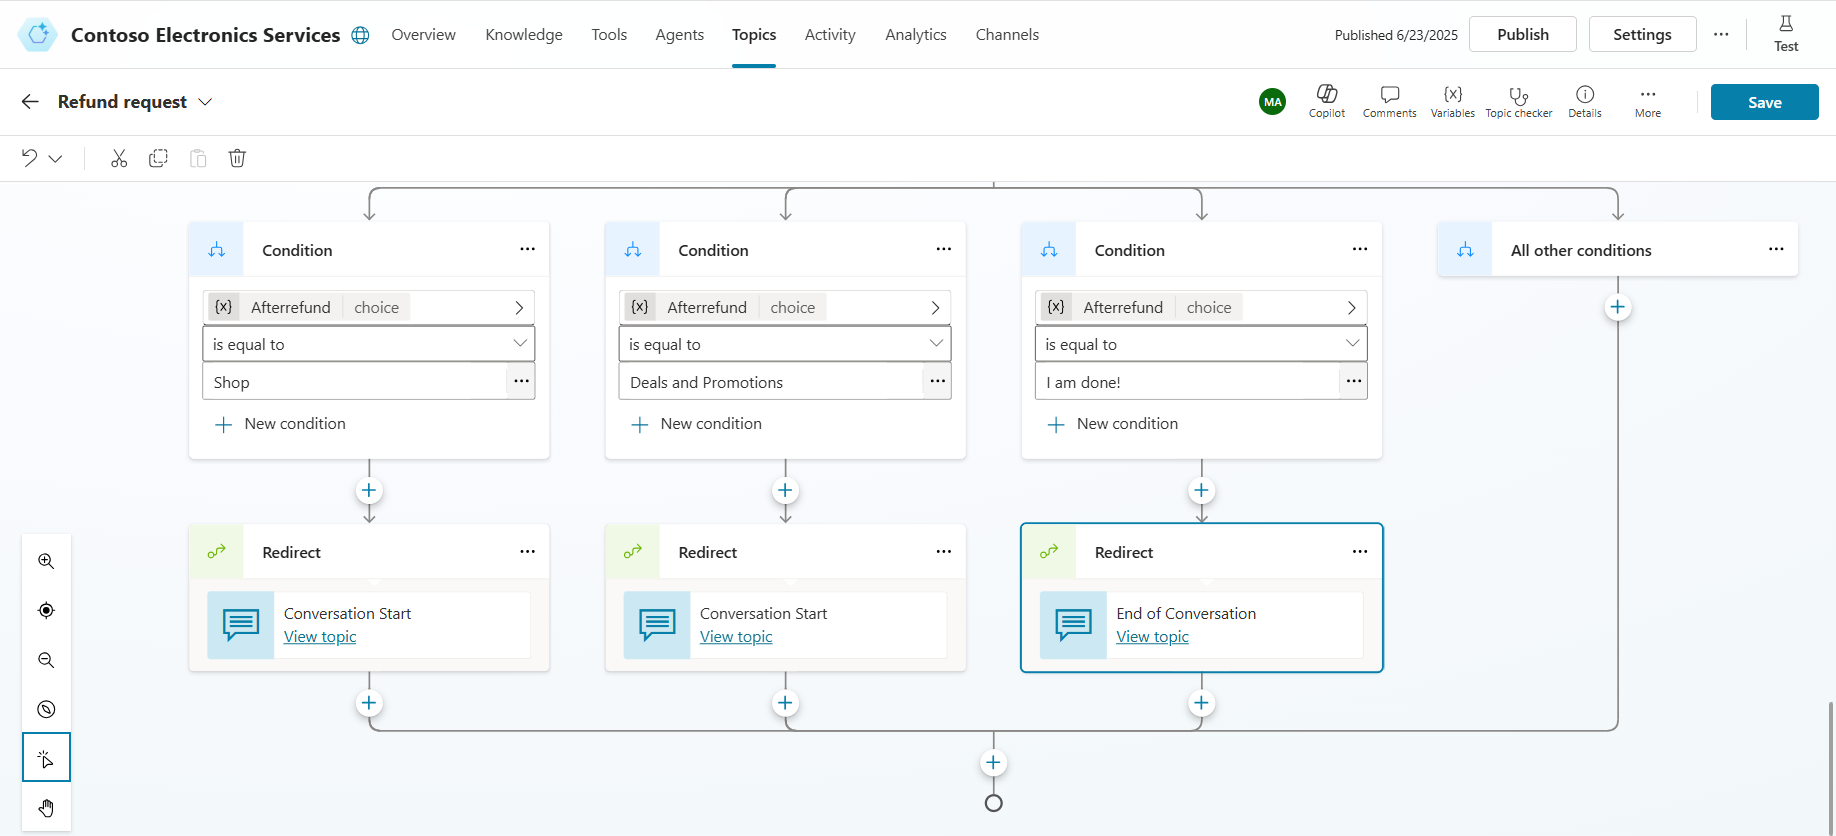 Contoso Electronics Services
Overview
Knowledge
Tools
Agents
Topics
Activity
Analytics
Channels
Published 6/23/2025
Publish
Settings
Test
Refund request
MA
Copilot
Comments
{x}
Variables
Topic checker
Details
More
Save
Condition
{x} Afterrefund choice
is equal to
Shop
New condition
Condition
{x} Afterrefund choice
is equal to
Deals and Promotions
New condition
Condition
{x} Afterrefund choice
is equal to
I am done!
New condition
All other conditions
Redirect
Conversation Start
View topic
Redirect
Conversation Start
View topic
Redirect
End of Conversation
View topic